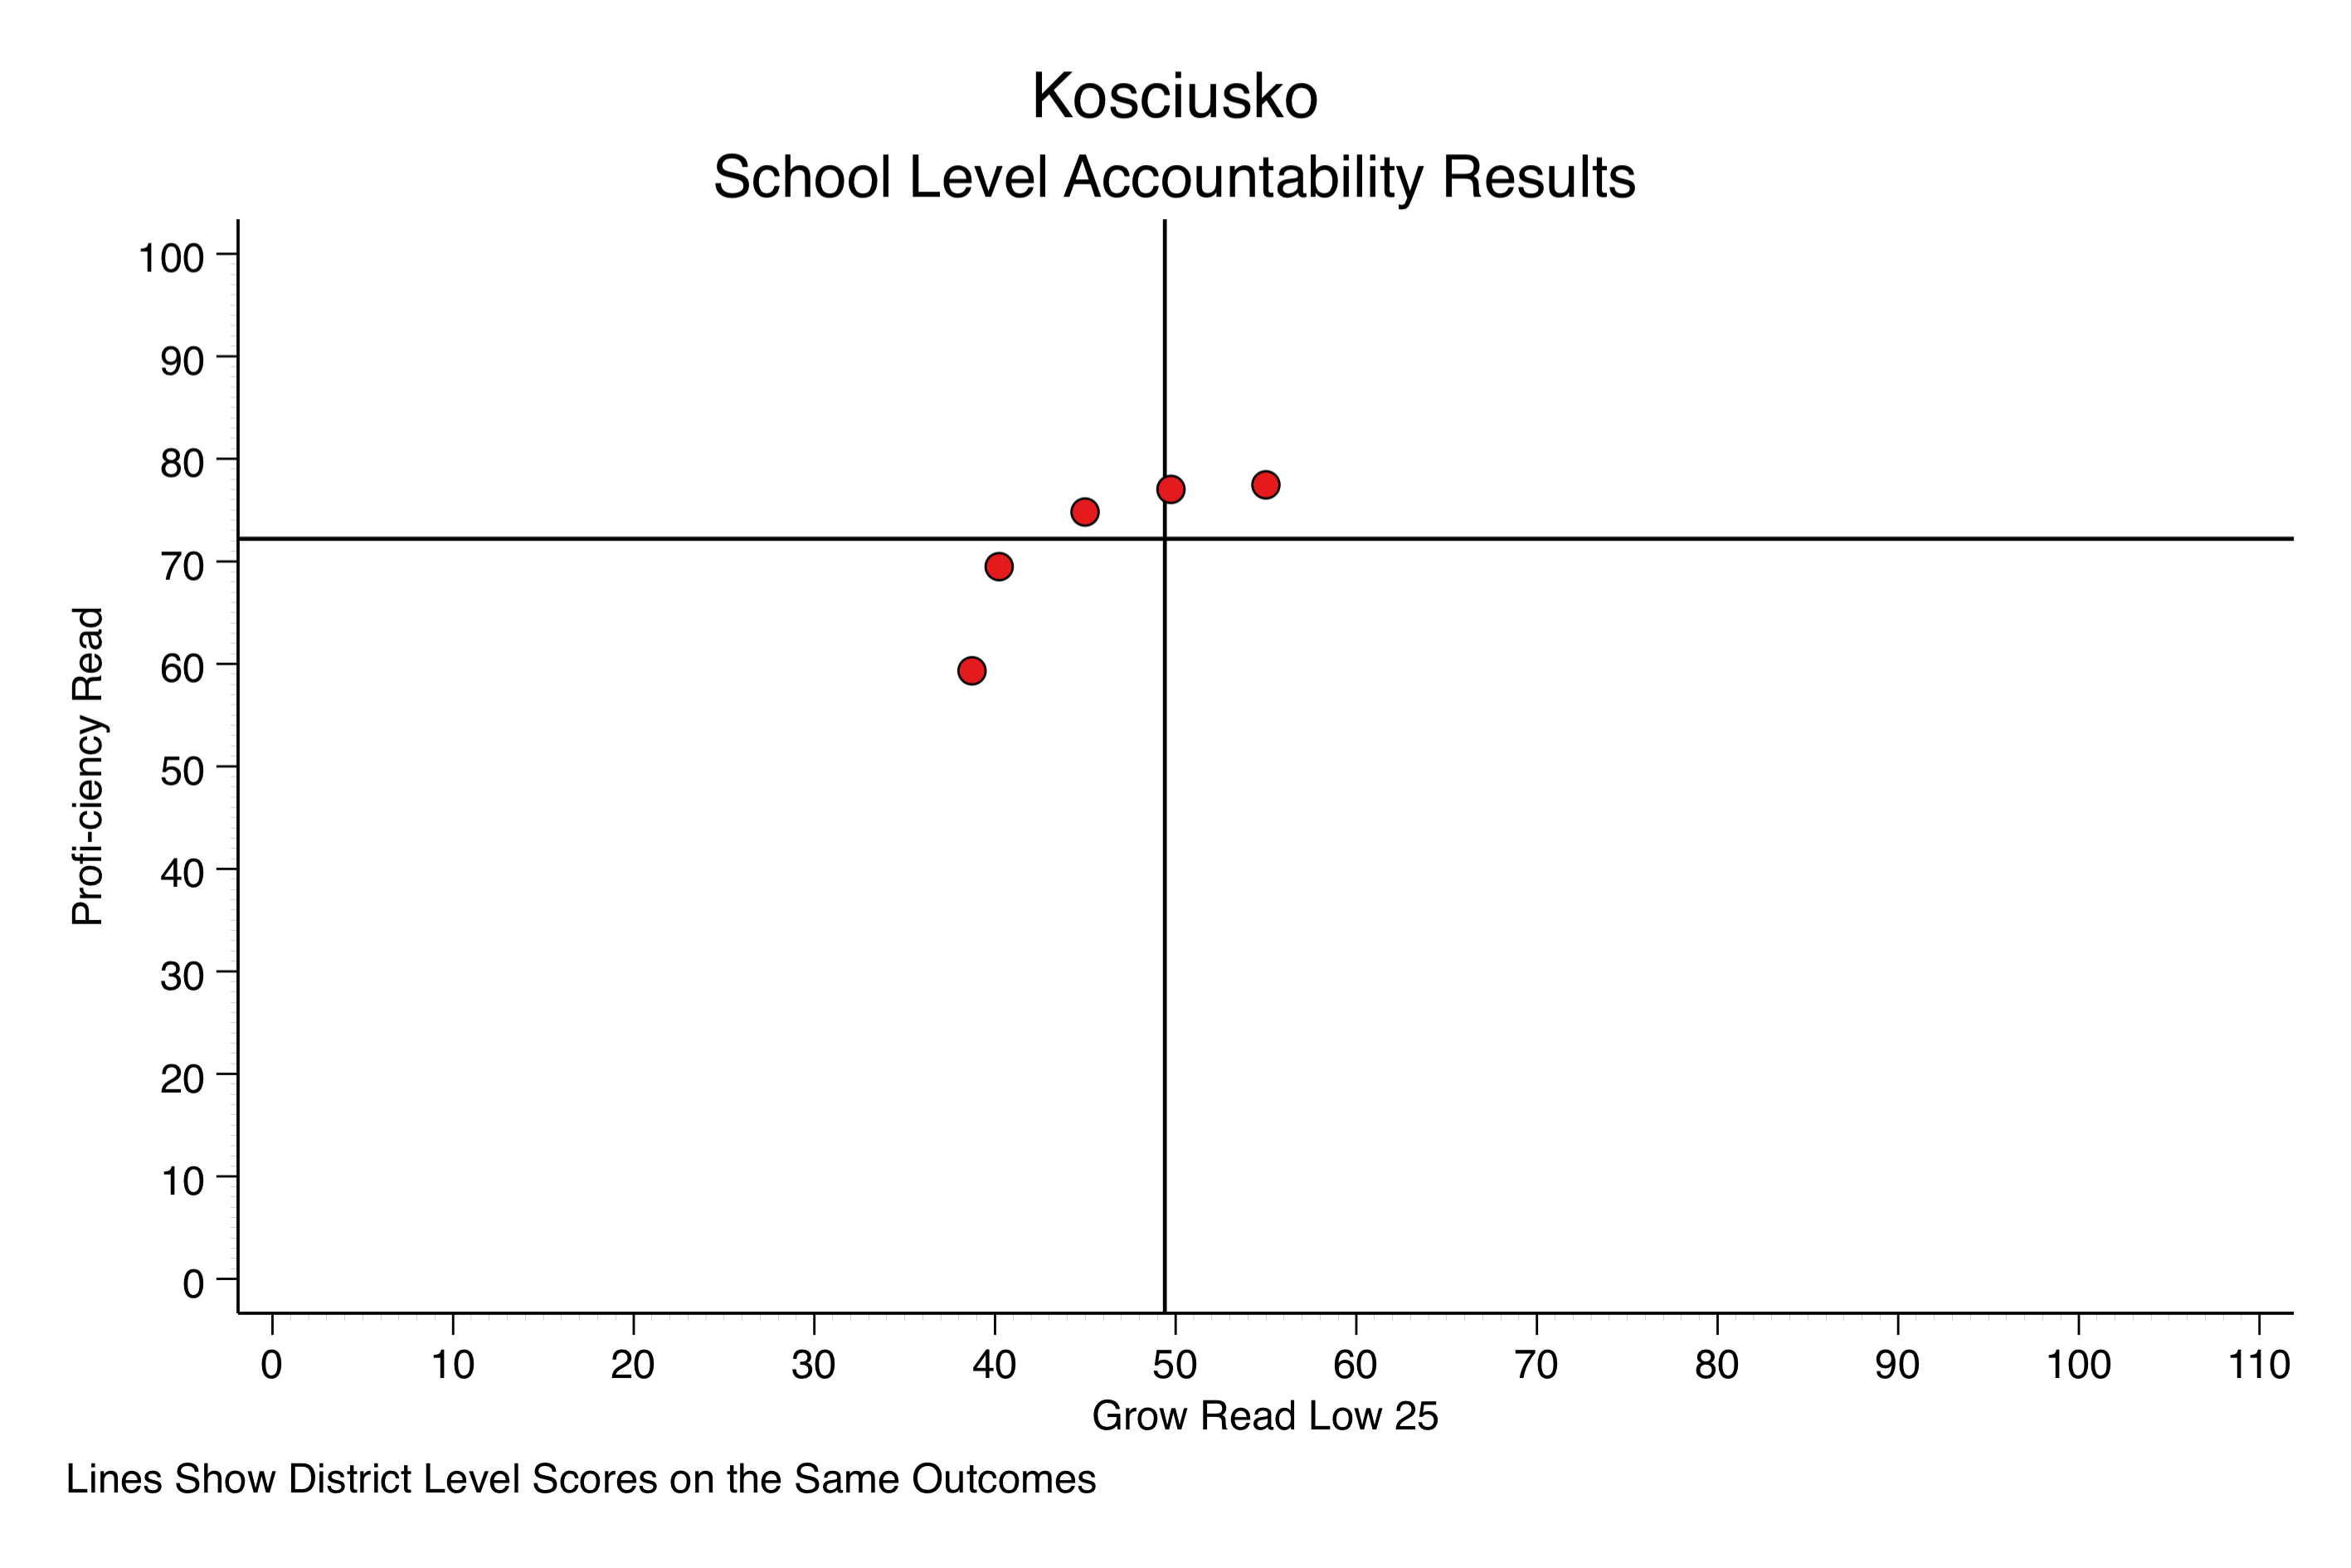 Kosciusko
School Level Accountability Results
100
90
80
70
60
50
40
30
20
10
0
Profi-ciency Read
0 10 20 30 40 50 60 70 80 90 100 110
Grow Read Low 25
Lines Show District Level Scores on the Same Outcomes